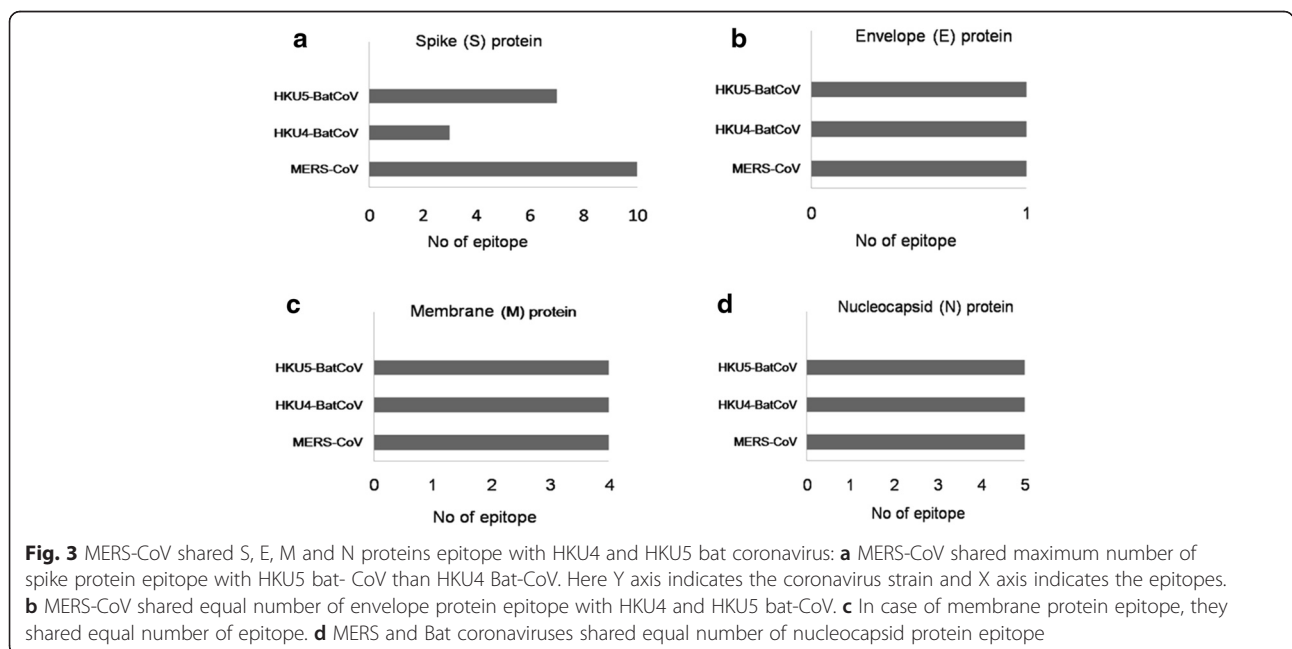 a
Spike (S) protein
HKU5-BatCoV
HKU4-BatCoV
MERS-CoV
0 2 4 6 8 10
No of epitope
b
Envelope (E) protein
HKU5-BatCoV
HKU4-BatCoV
MERS-CoV
0 1
No of epitope
c
Membrane (M) protein
HKU5-BatCoV
HKU4-BatCoV
MERS-CoV
0 1 2 3 4
No of epitope
d
Nucleocapsid (N) protein
HKU5-BatCoV
HKU4-BatCoV
MERS-CoV
0 1 2 3 4 5
No of epitope
Fig. 3 MERS-CoV shared S, E, M and N proteins epitope with HKU4 and HKU5 bat coronavirus: a MERS-CoV shared maximum number of
spike protein epitope with HKU5 bat- CoV than HKU4 Bat-CoV. Here Y axis indicates the coronavirus strain and X axis indicates the epitopes.
b MERS-CoV shared equal number of envelope protein epitope with HKU4 and HKU5 bat-CoV. c In case of membrane protein epitope, they
shared equal number of epitope. d MERS and Bat coronaviruses shared equal number of nucleocapsid protein epitope